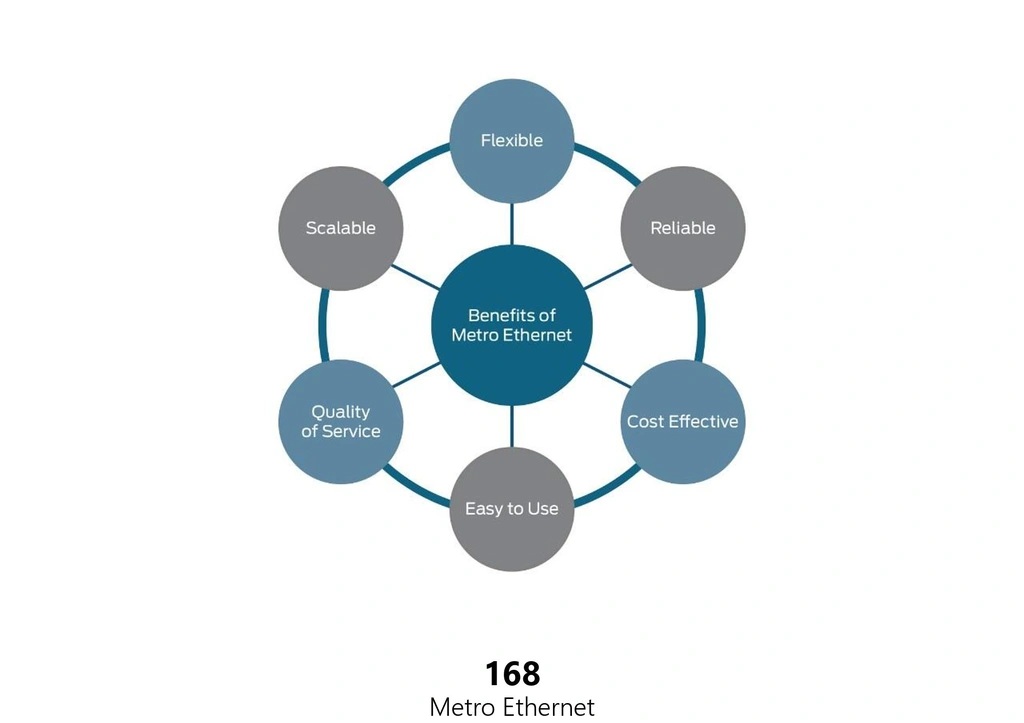 Flexible
Scalable
Reliable
Benefits of
Metro Ethernet
Quality
of Service
Cost Effective
Easy to Use
168
Metro Ethernet